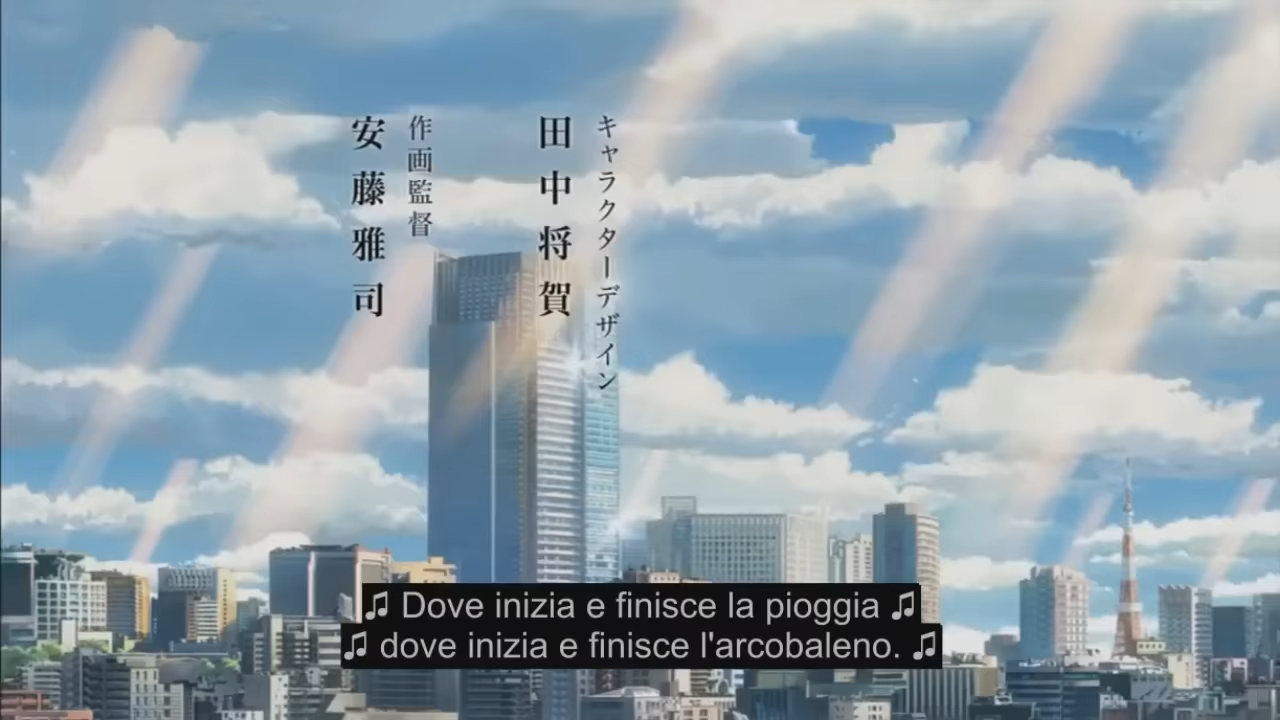 キャラクターデザイン
田中将賀
作画監督
安藤雅司
♫ Dove inizia e finisce la pioggia ♫
♫ dove inizia e finisce l'arcobaleno. ♫